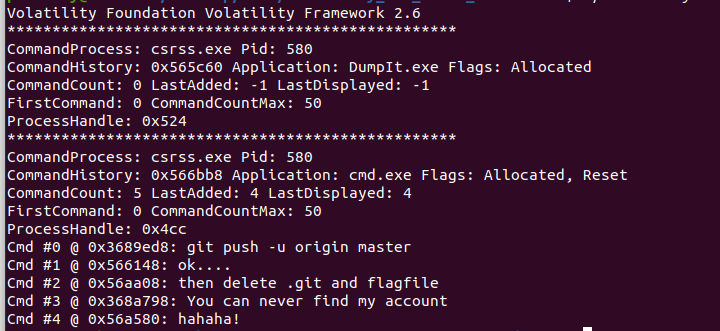 Volatility Foundation Volatility Framework 2.6
**************************************************
CommandProcess: csrss.exe Pid: 580
CommandHistory: 0x565c60 Application: DumpIt.exe Flags: Allocated
CommandCount: 0 LastAdded: -1 LastDisplayed: -1
FirstCommand: 0 CommandCountMax: 50
ProcessHandle: 0x524
**************************************************
CommandProcess: csrss.exe Pid: 580
CommandHistory: 0x566bb8 Application: cmd.exe Flags: Allocated, Reset
CommandCount: 5 LastAdded: 4 LastDisplayed: 4
FirstCommand: 0 CommandCountMax: 50
ProcessHandle: 0x4cc
Cmd #0 @ 0x3689ed8: git push -u origin master
Cmd #1 @ 0x566148: ok....
Cmd #2 @ 0x56aa08: then delete .git and flagfile
Cmd #3 @ 0x368a798: You can never find my account
Cmd #4 @ 0x56a580: hahaha!